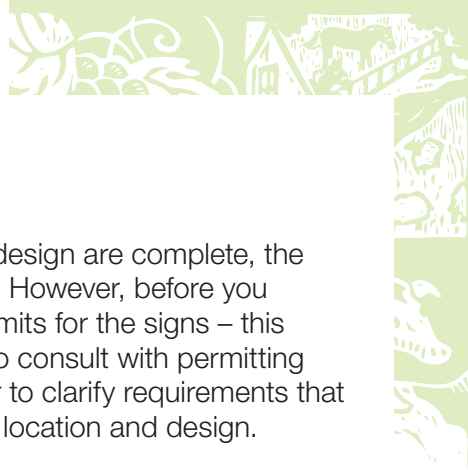 design are complete, the
However, before you
mits for the signs – this
o consult with permitting
to clarify requirements that
location and design.